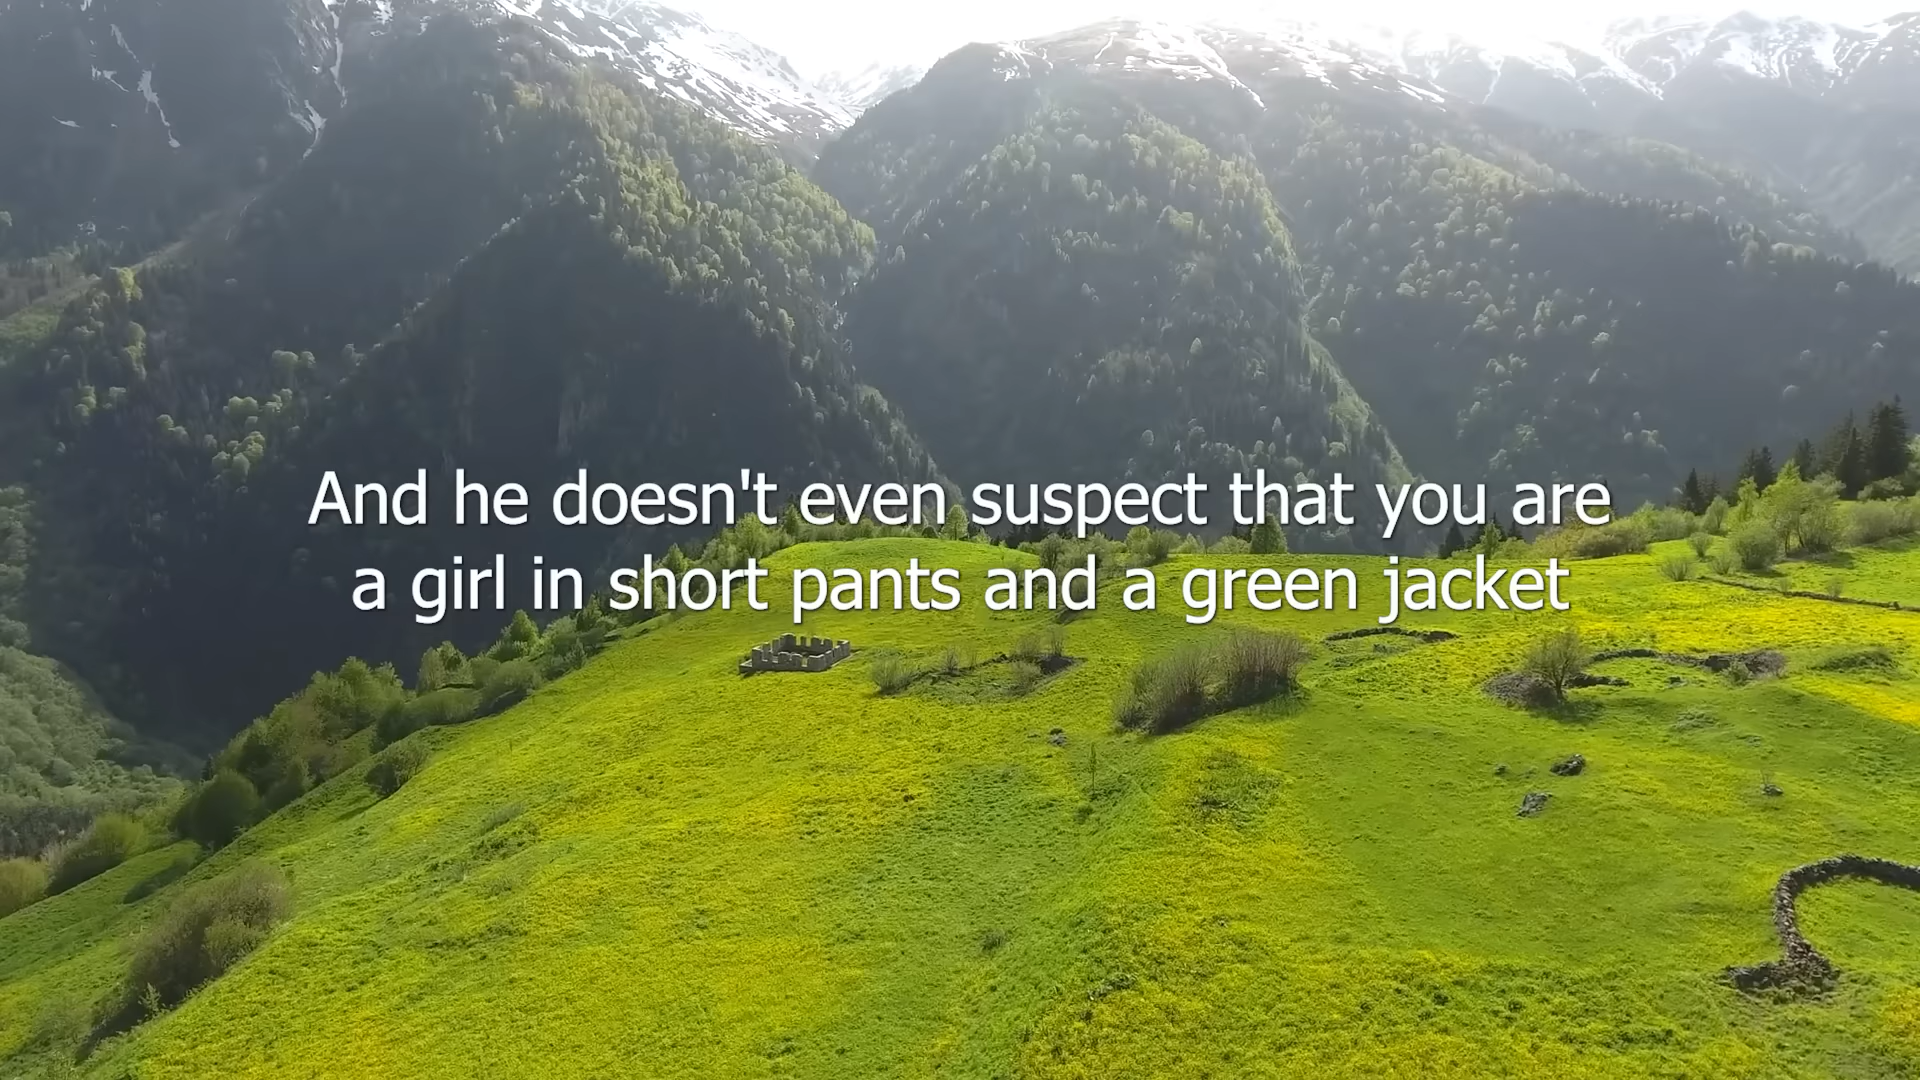 And he doesn't even suspect that you are
a girl in short pants and a green jacket